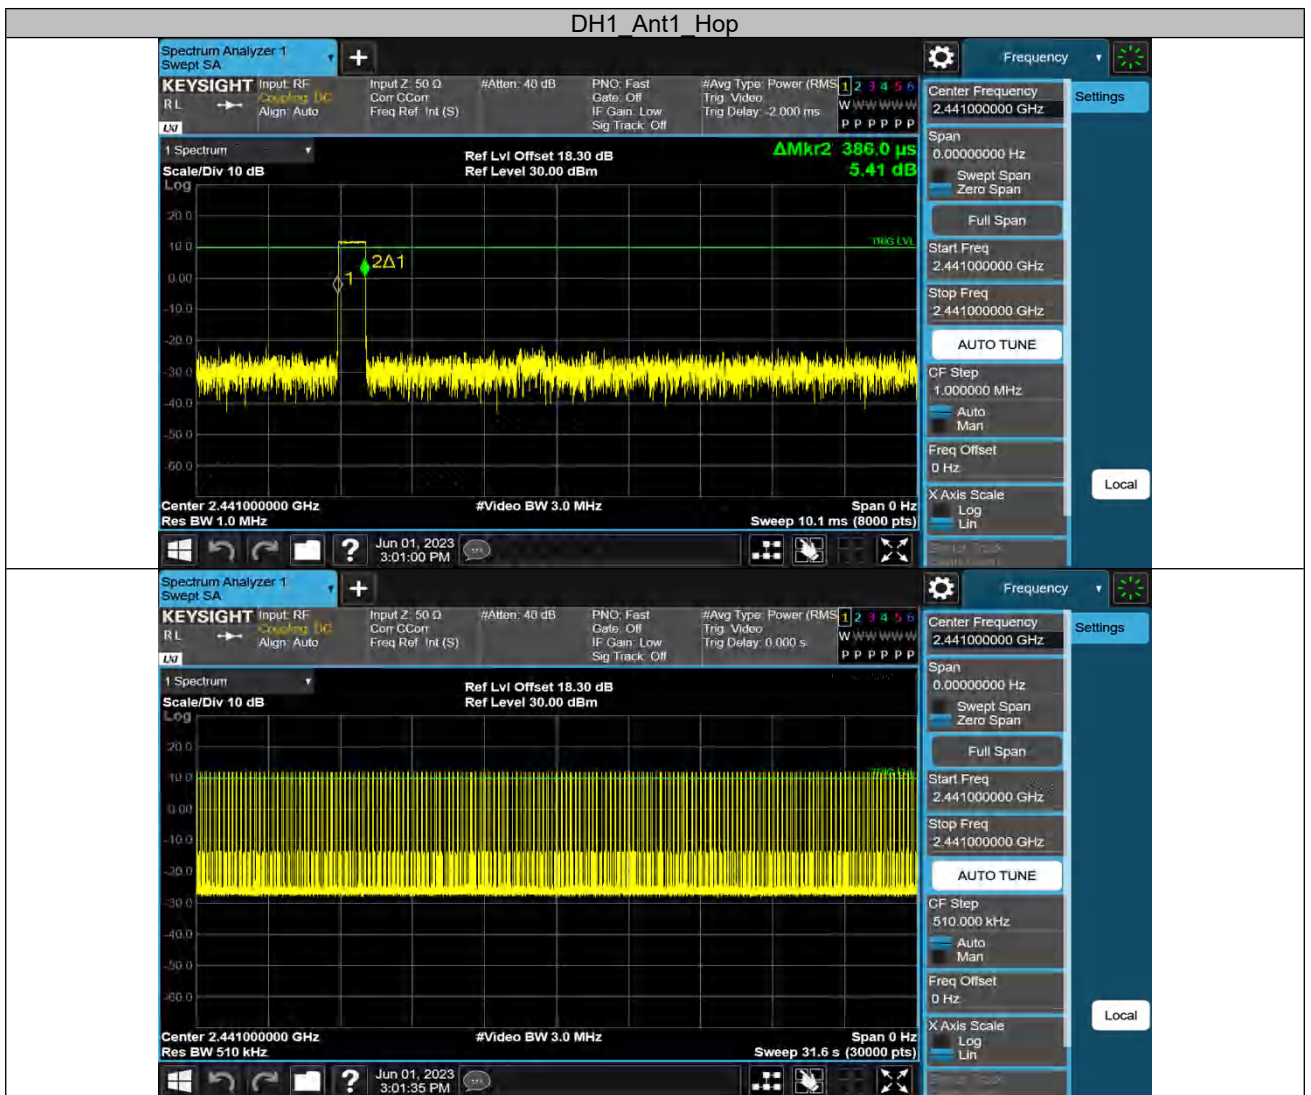 DH1_Ant1_Hop
Spectrum Analyzer 1
Swept SA
+
Frequency
KEYSIGHT
RL
LXI
Input: RF
Coupling: DC
Align: Auto
Input Z: 50 Ω
Corr CCorr
Freq Ref: Int (S)
#Atten: 40 dB
PNO: Fast
Gate: Off
IF Gain: Low
Sig Track: Off
#Avg Type: Power (RMS
Trig: Video
Trig Delay: -2.000 ms
1 2 3 4 5 6
W W W W W W
P P P P P P
1 Spectrum
Scale/Div 10 dB
Log
Ref Lvl Offset 18.30 dB
Ref Level 30.00 dBm
ΔMkr2 386.0 μs
5.41 dB
20.0
10.0
0.00
-10.0
-20.0
-30.0
-40.0
-50.0
-60.0
TRIG LVL
1
2Δ1
Center 2.441000000 GHz
Res BW 1.0 MHz
#Video BW 3.0 MHz
Span 0 Hz
Sweep 10.1 ms (8000 pts)
?
Jun 01, 2023
3:01:00 PM
Center Frequency
2.441000000 GHz
Span
0.00000000 Hz
Swept Span
Zero Span
Full Span
Start Freq
2.441000000 GHz
Stop Freq
2.441000000 GHz
AUTO TUNE
CF Step
1.000000 MHz
Auto
Man
Freq Offset
0 Hz
X Axis Scale
Log
Lin
Settings
Local
Spectrum Analyzer 1
Swept SA
+
Frequency
KEYSIGHT
RL
LXI
Input: RF
Coupling: DC
Align: Auto
Input Z: 50 Ω
Corr CCorr
Freq Ref: Int (S)
#Atten: 40 dB
PNO: Fast
Gate: Off
IF Gain: Low
Sig Track: Off
#Avg Type: Power (RMS
Trig: Video
Trig Delay: 0.000 s
1 2 3 4 5 6
W W W W W W
P P P P P P
1 Spectrum
Scale/Div 10 dB
Log
Ref Lvl Offset 18.30 dB
Ref Level 30.00 dBm
20.0
10.0
0.00
-10.0
-20.0
-30.0
-40.0
-50.0
-60.0
TRIG LVL
Center 2.441000000 GHz
Res BW 510 kHz
#Video BW 3.0 MHz
Span 0 Hz
Sweep 31.6 s (30000 pts)
?
Jun 01, 2023
3:01:35 PM
Center Frequency
2.441000000 GHz
Span
0.00000000 Hz
Swept Span
Zero Span
Full Span
Start Freq
2.441000000 GHz
Stop Freq
2.441000000 GHz
AUTO TUNE
CF Step
510.000 kHz
Auto
Man
Freq Offset
0 Hz
X Axis Scale
Log
Lin
Settings
Local